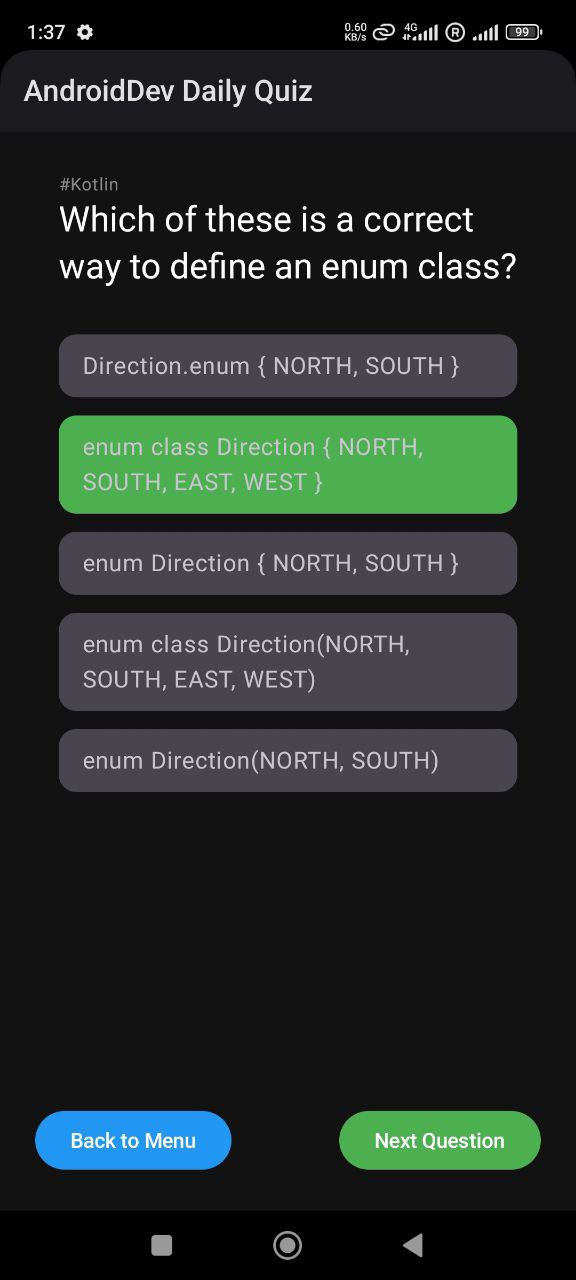 1:37
0.60
KB/s
4G
R
99
AndroidDev Daily Quiz
#Kotlin
Which of these is a correct
way to define an enum class?
Direction.enum { NORTH, SOUTH }
enum class Direction { NORTH,
SOUTH, EAST, WEST }
enum Direction { NORTH, SOUTH }
enum class Direction(NORTH,
SOUTH, EAST, WEST)
enum Direction(NORTH, SOUTH)
Back to Menu
Next Question